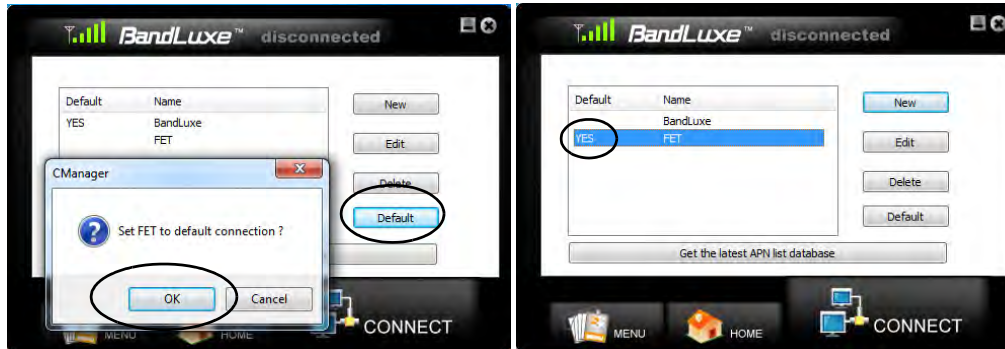 BandLuxe™ disconnected
Default Name
YES BandLuxe
FET
New
Edit
Delete
Default
CManager
Set FET to default connection ?
OK Cancel
MENU HOME CONNECT
BandLuxe™ disconnected
Default Name
BandLuxe
YES FET
New
Edit
Delete
Default
Get the latest APN list database
MENU HOME CONNECT